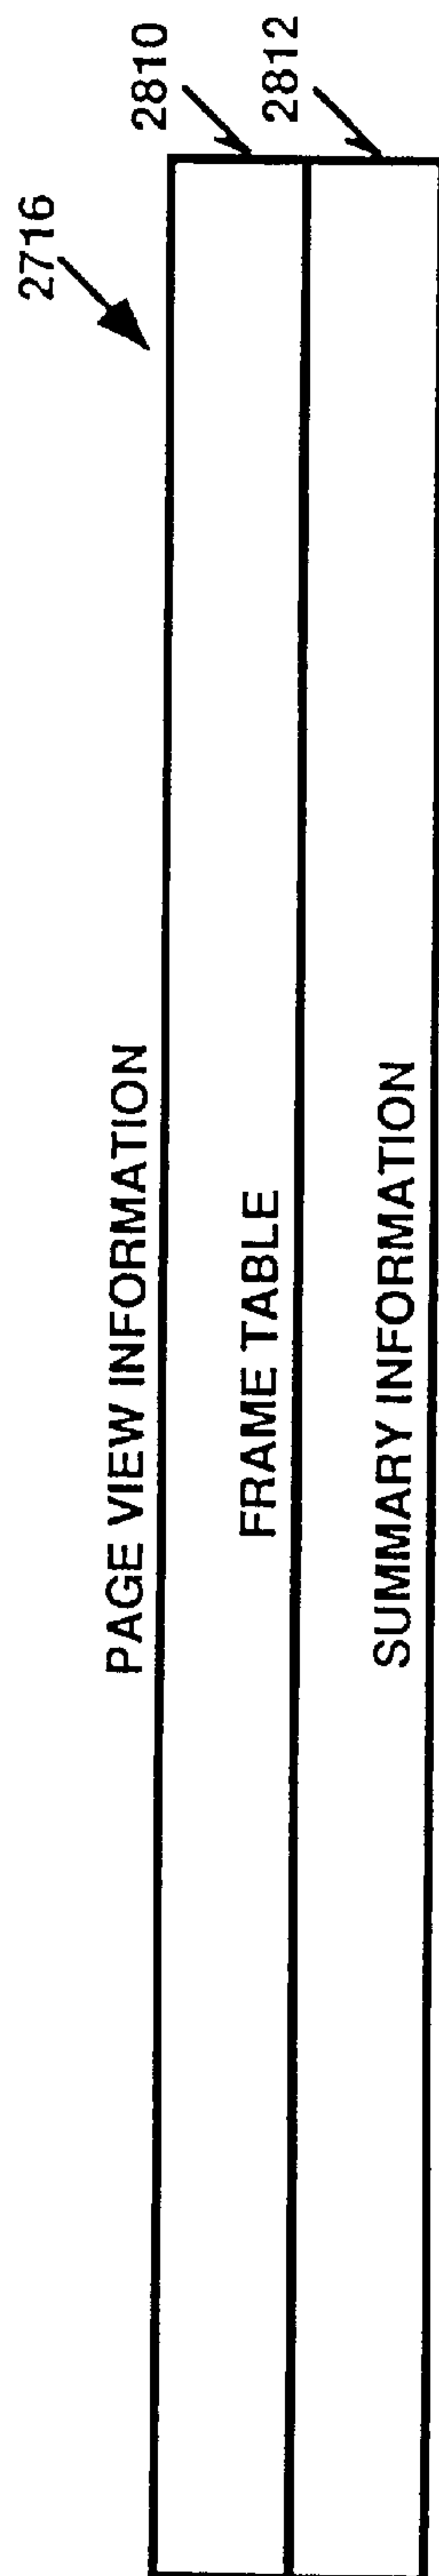 2716
PAGE VIEW INFORMATION
2810
FRAME TABLE
2812
SUMMARY INFORMATION